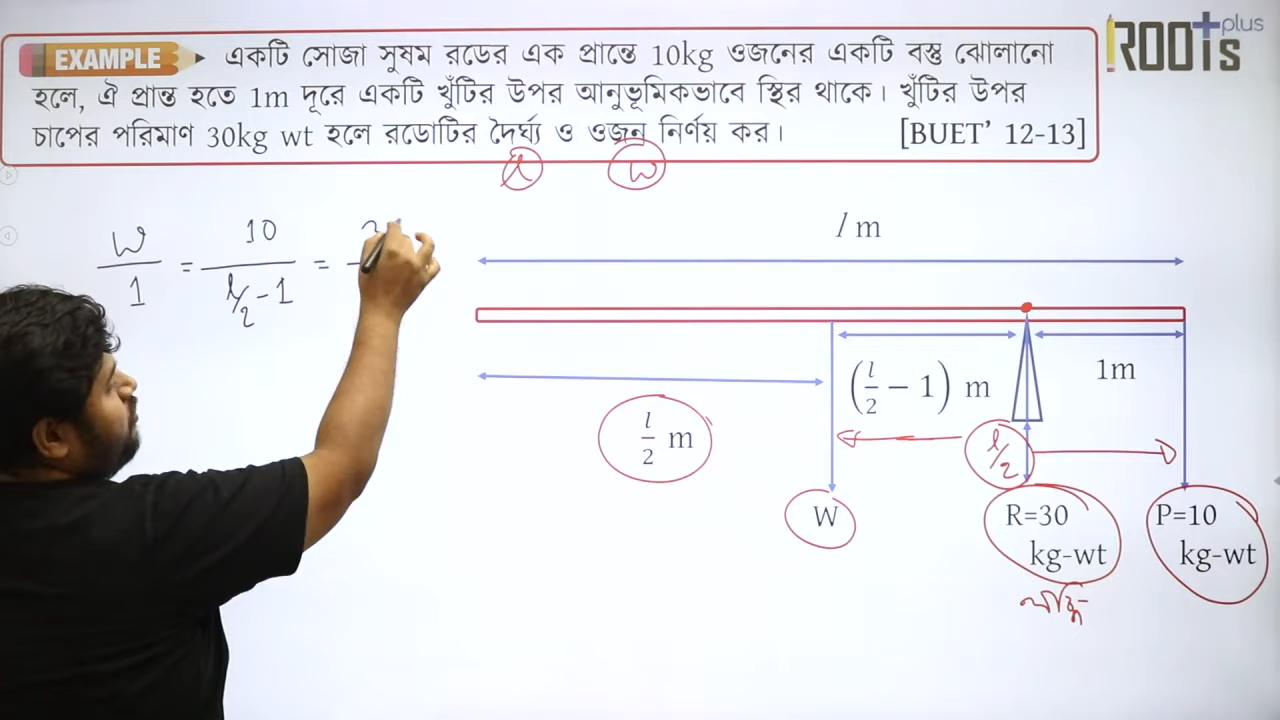 ROOTs plus
EXAMPLE একটি সোজা সুষম রডের এক প্রান্তে 10kg ওজনের একটি বস্তু ঝোলানো
হলে, ঐ প্রান্ত হতে 1m দূরে একটি খুঁটির উপর আনুভূমিকভাবে স্থির থাকে। খুঁটির উপর
চাপের পরিমাণ 30kg wt হলে রডোটির দৈর্ঘ্য ও ওজন নির্ণয় কর। [BUET' 12-13]
l W
W/1 = 10/(l/2 - 1) =
l m
(l/2 − 1) m
1m
l/2 m
l/2
W
R=30
kg-wt
P=10
kg-wt
লব্ধি